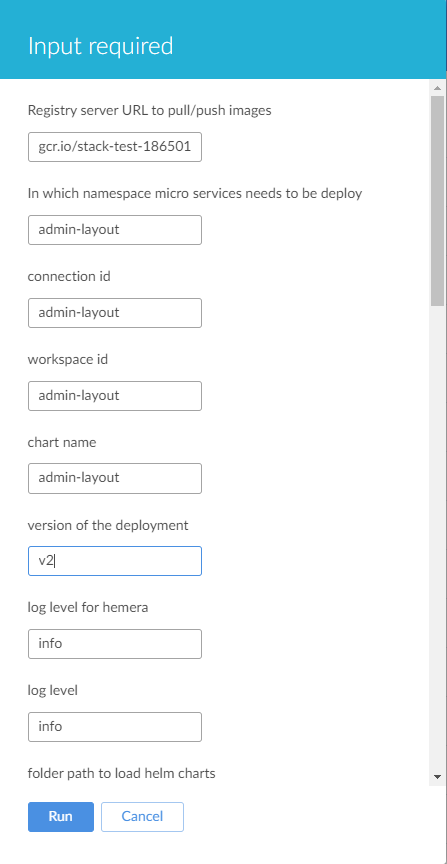 Input required
Registry server URL to pull/push images
gcr.io/stack-test-186501
In which namespace micro services needs to be deploy
admin-layout
connection id
admin-layout
workspace id
admin-layout
chart name
admin-layout
version of the deployment
v2
log level for hemera
info
log level
info
folder path to load helm charts
Run Cancel